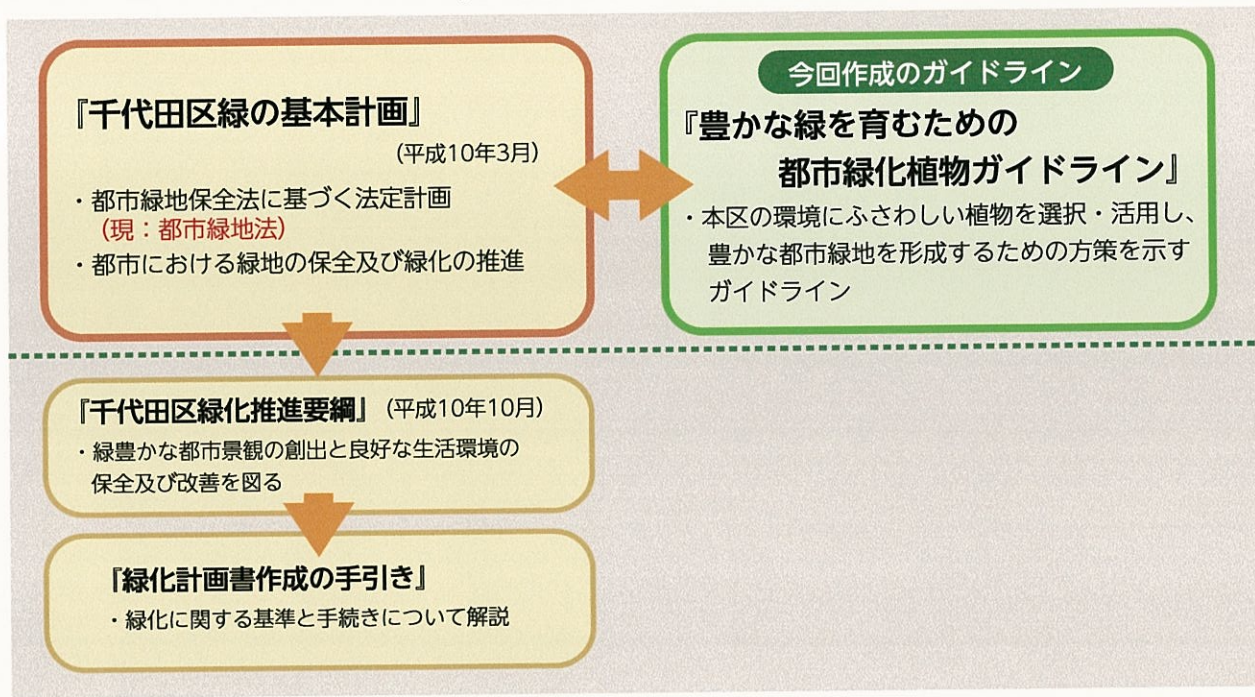 『千代田区緑の基本計画』
(平成10年3月)
・都市緑地保全法に基づく法定計画
(現：都市緑地法)
・都市における緑地の保全及び緑化の推進
今回作成のガイドライン
『豊かな緑を育むための
都市緑化植物ガイドライン』
・本区の環境にふさわしい植物を選択・活用し、
豊かな都市緑地を形成するための方策を示す
ガイドライン
『千代田区緑化推進要綱』(平成10年10月)
・緑豊かな都市景観の創出と良好な生活環境の
保全及び改善を図る
『緑化計画書作成の手引き』
・緑化に関する基準と手続きについて解説